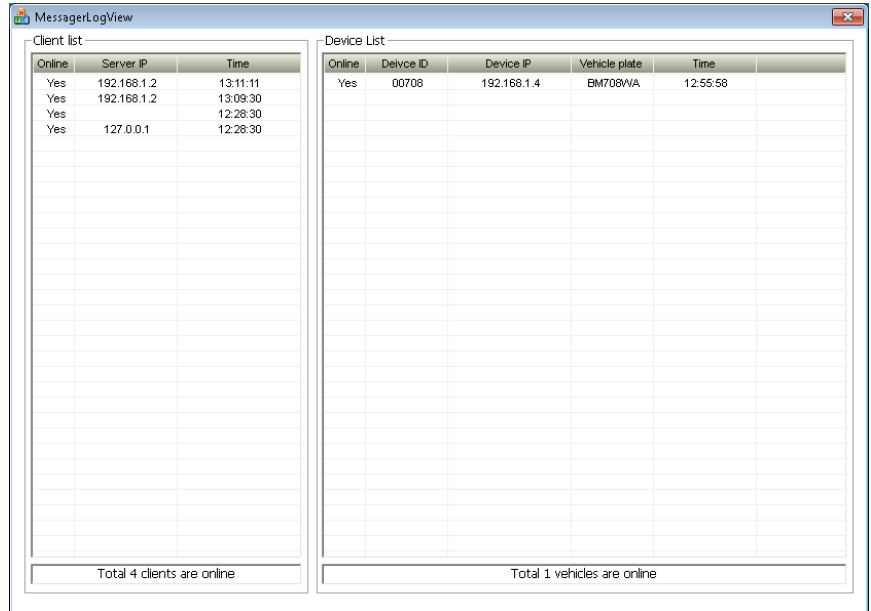 MessagerLogView
Client list
Online Server IP Time
Yes 192.168.1.2 13:11:11
Yes 192.168.1.2 13:09:30
Yes 12:28:30
Yes 127.0.0.1 12:28:30
Total 4 clients are online
Device List
Online Deivce ID Device IP Vehicle plate Time
Yes 00708 192.168.1.4 BM708WA 12:55:58
Total 1 vehicles are online